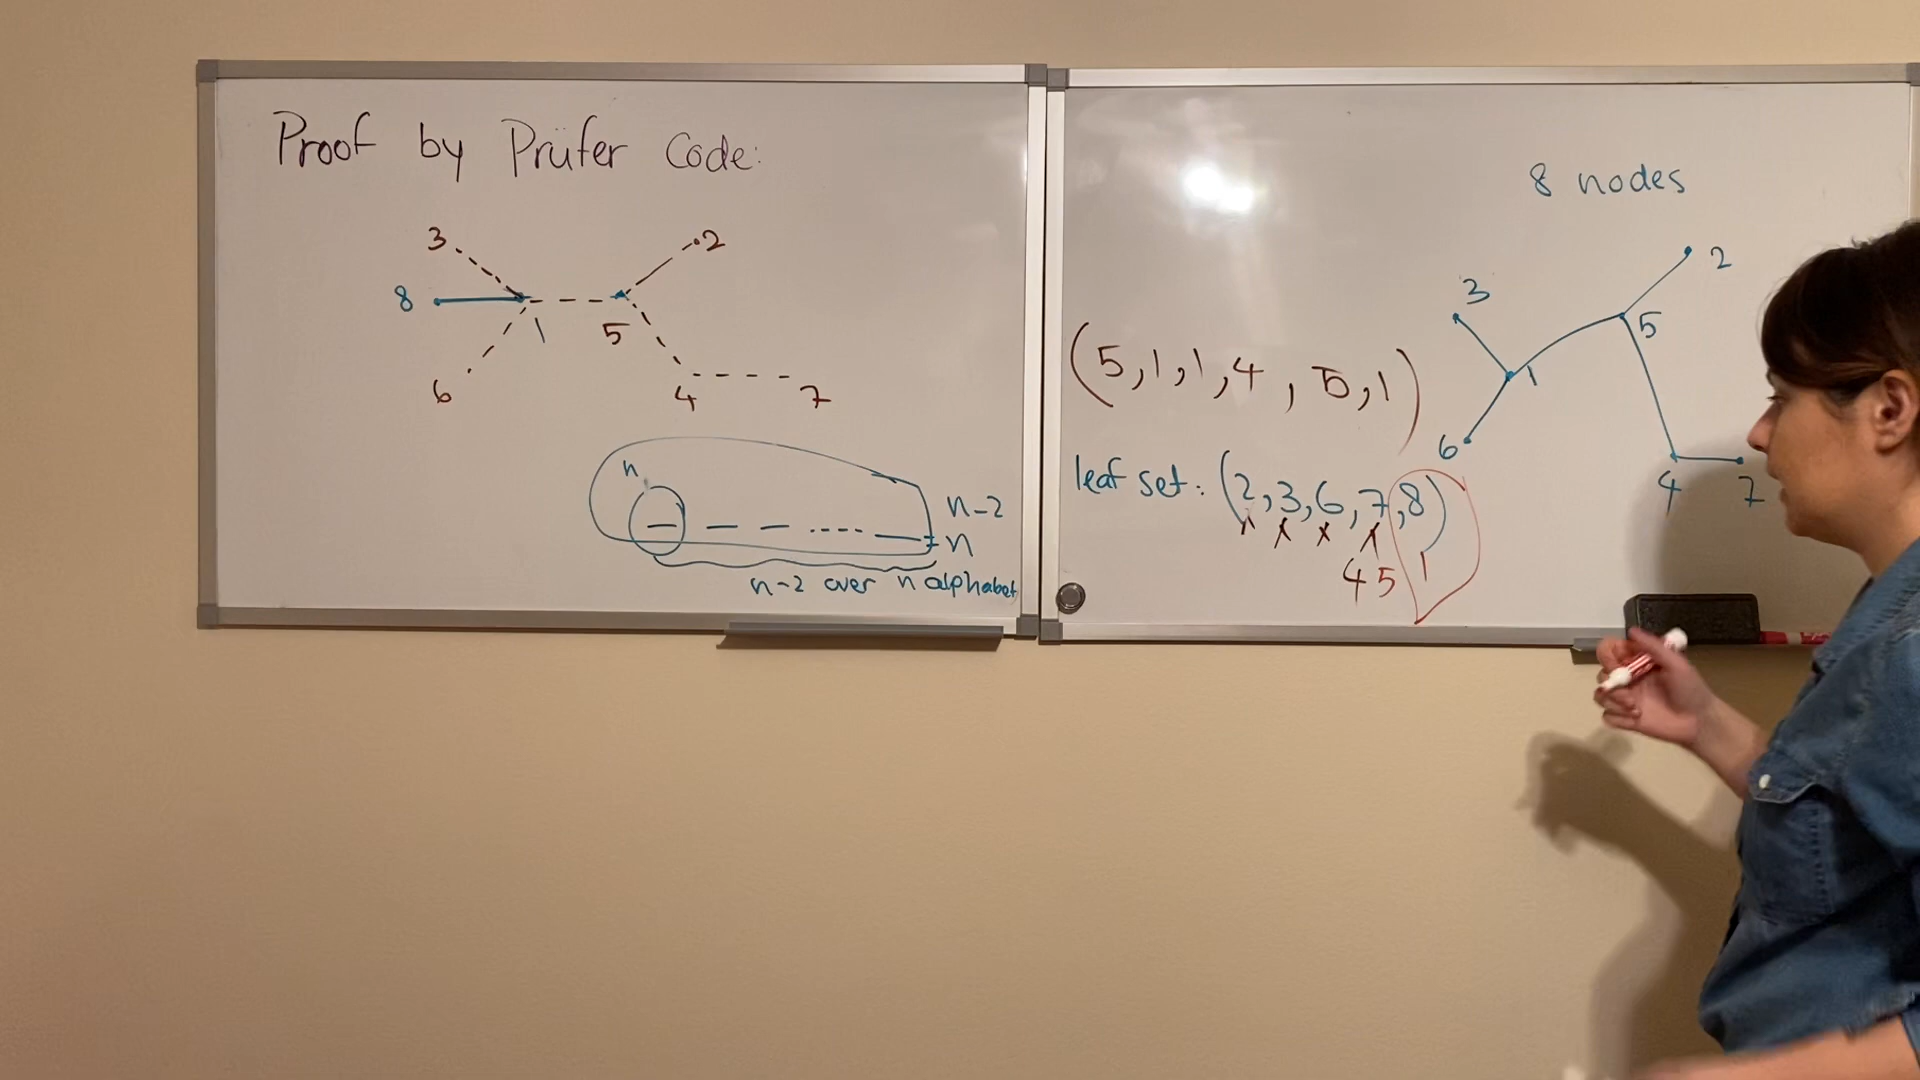 Proof by Prüfer Code:
3
2
8
1
5
6
4
7
n
n-2
= n
n-2 over n alphabet
8 nodes
2
3
5
1
(5,1,1,4,5,1)
6
4
7
leaf set: (2,3,6,7,8)
x x x x
4 5 1